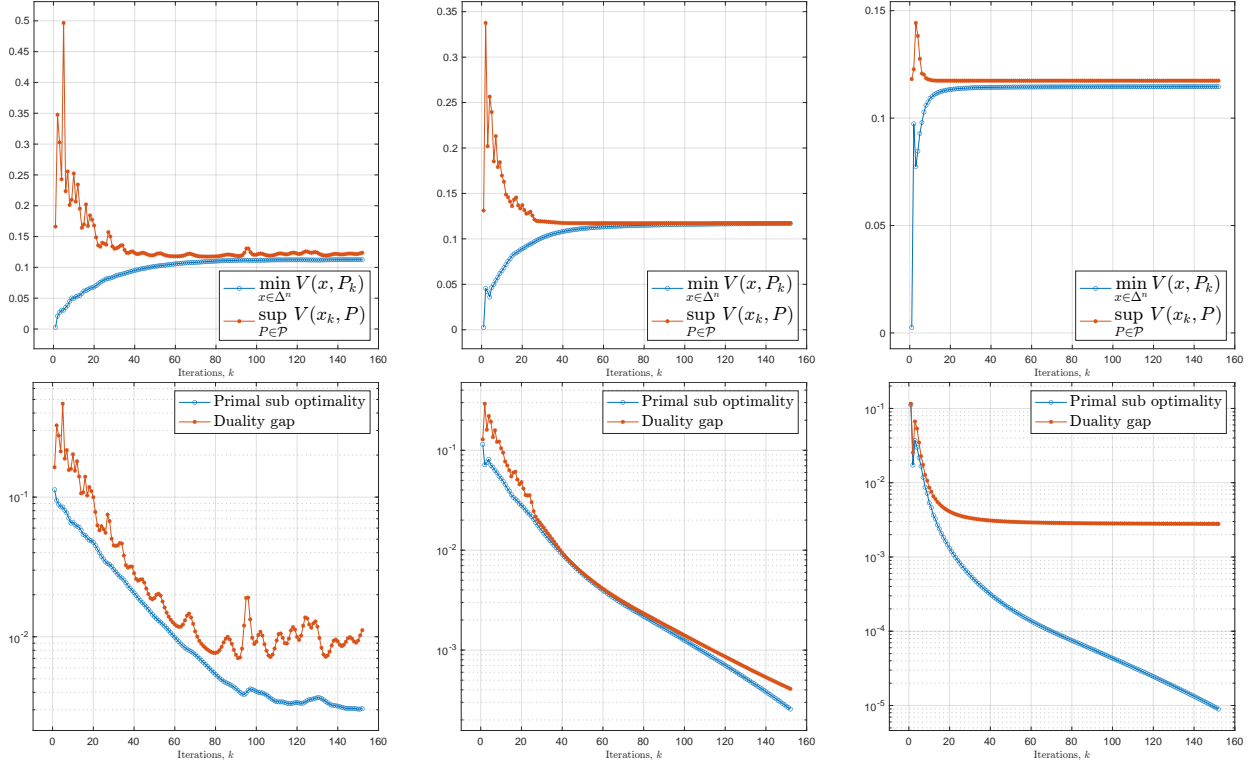 0.5
0.45
0.4
0.35
0.3
0.25
0.2
0.15
0.1
0.05
0
min V(x, P_k)
x∈Δ^n
sup V(x_k, P)
P∈𝒫
0 20 40 60 80 100 120 140 160
Iterations, k
0.35
0.3
0.25
0.2
0.15
0.1
0.05
0
min V(x, P_k)
x∈Δ^n
sup V(x_k, P)
P∈𝒫
0 20 40 60 80 100 120 140 160
Iterations, k
0.15
0.1
0.05
0
min V(x, P_k)
x∈Δ^n
sup V(x_k, P)
P∈𝒫
0 20 40 60 80 100 120 140 160
Iterations, k
Primal sub optimality
Duality gap
10^-1
10^-2
0 20 40 60 80 100 120 140 160
Iterations, k
Primal sub optimality
Duality gap
10^-1
10^-2
10^-3
0 20 40 60 80 100 120 140 160
Iterations, k
Primal sub optimality
Duality gap
10^-1
10^-2
10^-3
10^-4
10^-5
0 20 40 60 80 100 120 140 160
Iterations, k